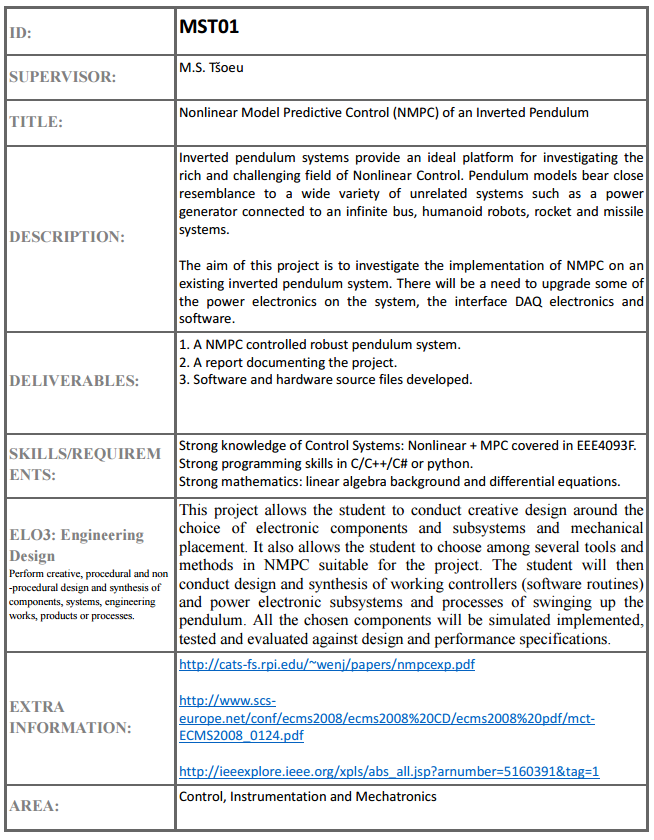 ID:
MST01
SUPERVISOR:
M.S. Tšoeu
TITLE:
Nonlinear Model Predictive Control (NMPC) of an Inverted Pendulum
DESCRIPTION:
Inverted pendulum systems provide an ideal platform for investigating the
rich and challenging field of Nonlinear Control. Pendulum models bear close
resemblance to a wide variety of unrelated systems such as a power
generator connected to an infinite bus, humanoid robots, rocket and missile
systems.
The aim of this project is to investigate the implementation of NMPC on an
existing inverted pendulum system. There will be a need to upgrade some of
the power electronics on the system, the interface DAQ electronics and
software.
DELIVERABLES:
1. A NMPC controlled robust pendulum system.
2. A report documenting the project.
3. Software and hardware source files developed.
SKILLS/REQUIREM
ENTS:
Strong knowledge of Control Systems: Nonlinear + MPC covered in EEE4093F.
Strong programming skills in C/C++/C# or python.
Strong mathematics: linear algebra background and differential equations.
ELO3: Engineering
Design
Perform creative, procedural and non
-procedural design and synthesis of
components, systems, engineering
works, products or processes.
This project allows the student to conduct creative design around the
choice of electronic components and subsystems and mechanical
placement. It also allows the student to choose among several tools and
methods in NMPC suitable for the project. The student will then
conduct design and synthesis of working controllers (software routines)
and power electronic subsystems and processes of swinging up the
pendulum. All the chosen components will be simulated implemented,
tested and evaluated against design and performance specifications.
EXTRA
INFORMATION:
http://cats-fs.rpi.edu/~wenj/papers/nmpcexp.pdf
http://www.scs-
europe.net/conf/ecms2008/ecms2008%20CD/ecms2008%20pdf/mct-
ECMS2008_0124.pdf
http://ieeexplore.ieee.org/xpls/abs_all.jsp?arnumber=5160391&tag=1
AREA:
Control, Instrumentation and Mechatronics